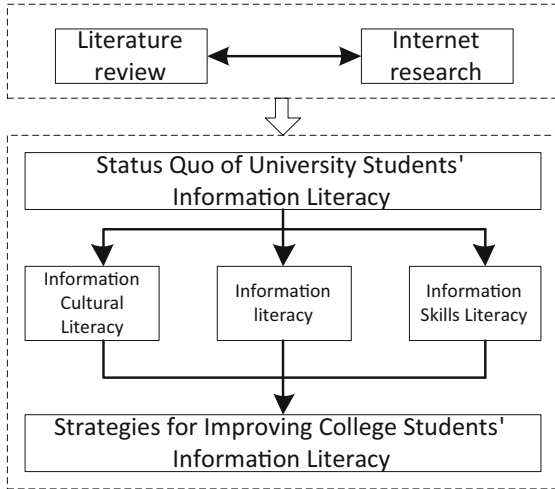 Literature
review
Internet
research
Status Quo of University Students'
Information Literacy
Information
Cultural
Literacy
Information
literacy
Information
Skills Literacy
Strategies for Improving College Students'
Information Literacy